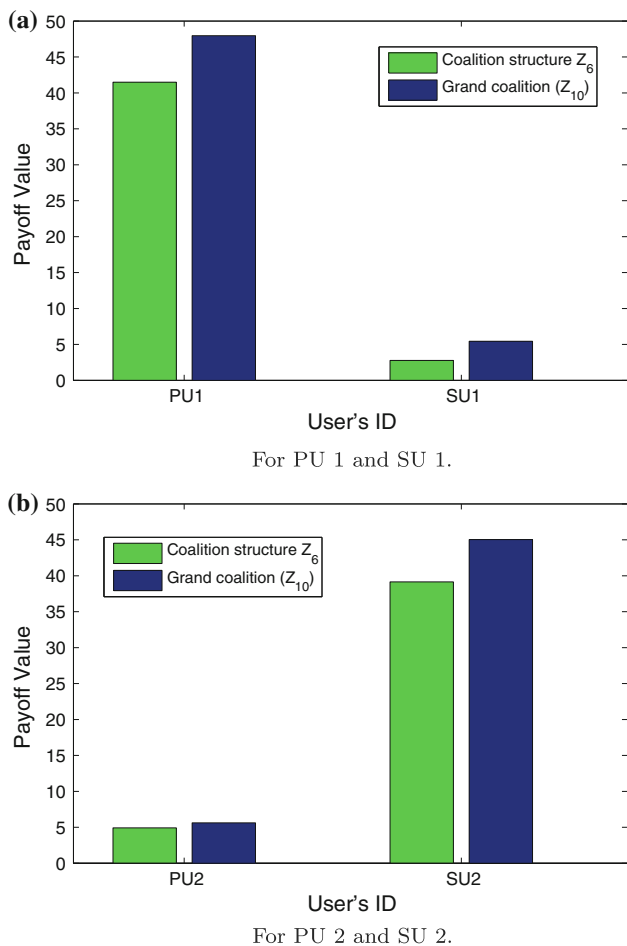 (a)
50
45
40
35
30
25
20
15
10
5
0
Payoff Value
Coalition structure Z6
Grand coalition (Z10)
PU1 SU1
User's ID
For PU 1 and SU 1.
(b)
50
45
40
35
30
25
20
15
10
5
0
Payoff Value
Coalition structure Z6
Grand coalition (Z10)
PU2 SU2
User's ID
For PU 2 and SU 2.